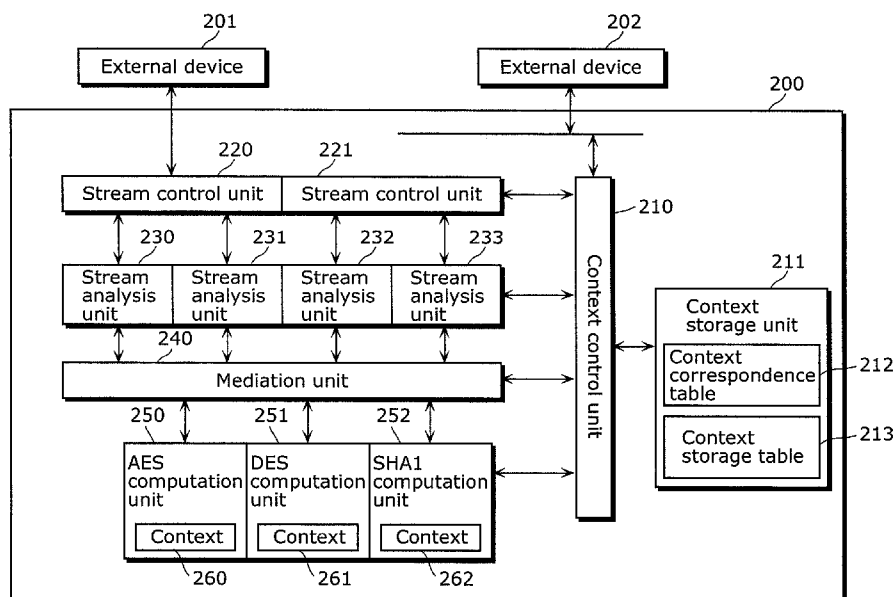 201
202
External device
External device
200
220
221
Stream control unit
Stream control unit
210
230
231
232
233
Stream analysis unit
Stream analysis unit
Stream analysis unit
Stream analysis unit
Context control unit
211
Context storage unit
Context correspondence table
212
Context storage table
213
240
Mediation unit
250
251
252
AES computation unit
DES computation unit
SHA1 computation unit
Context
Context
Context
260
261
262